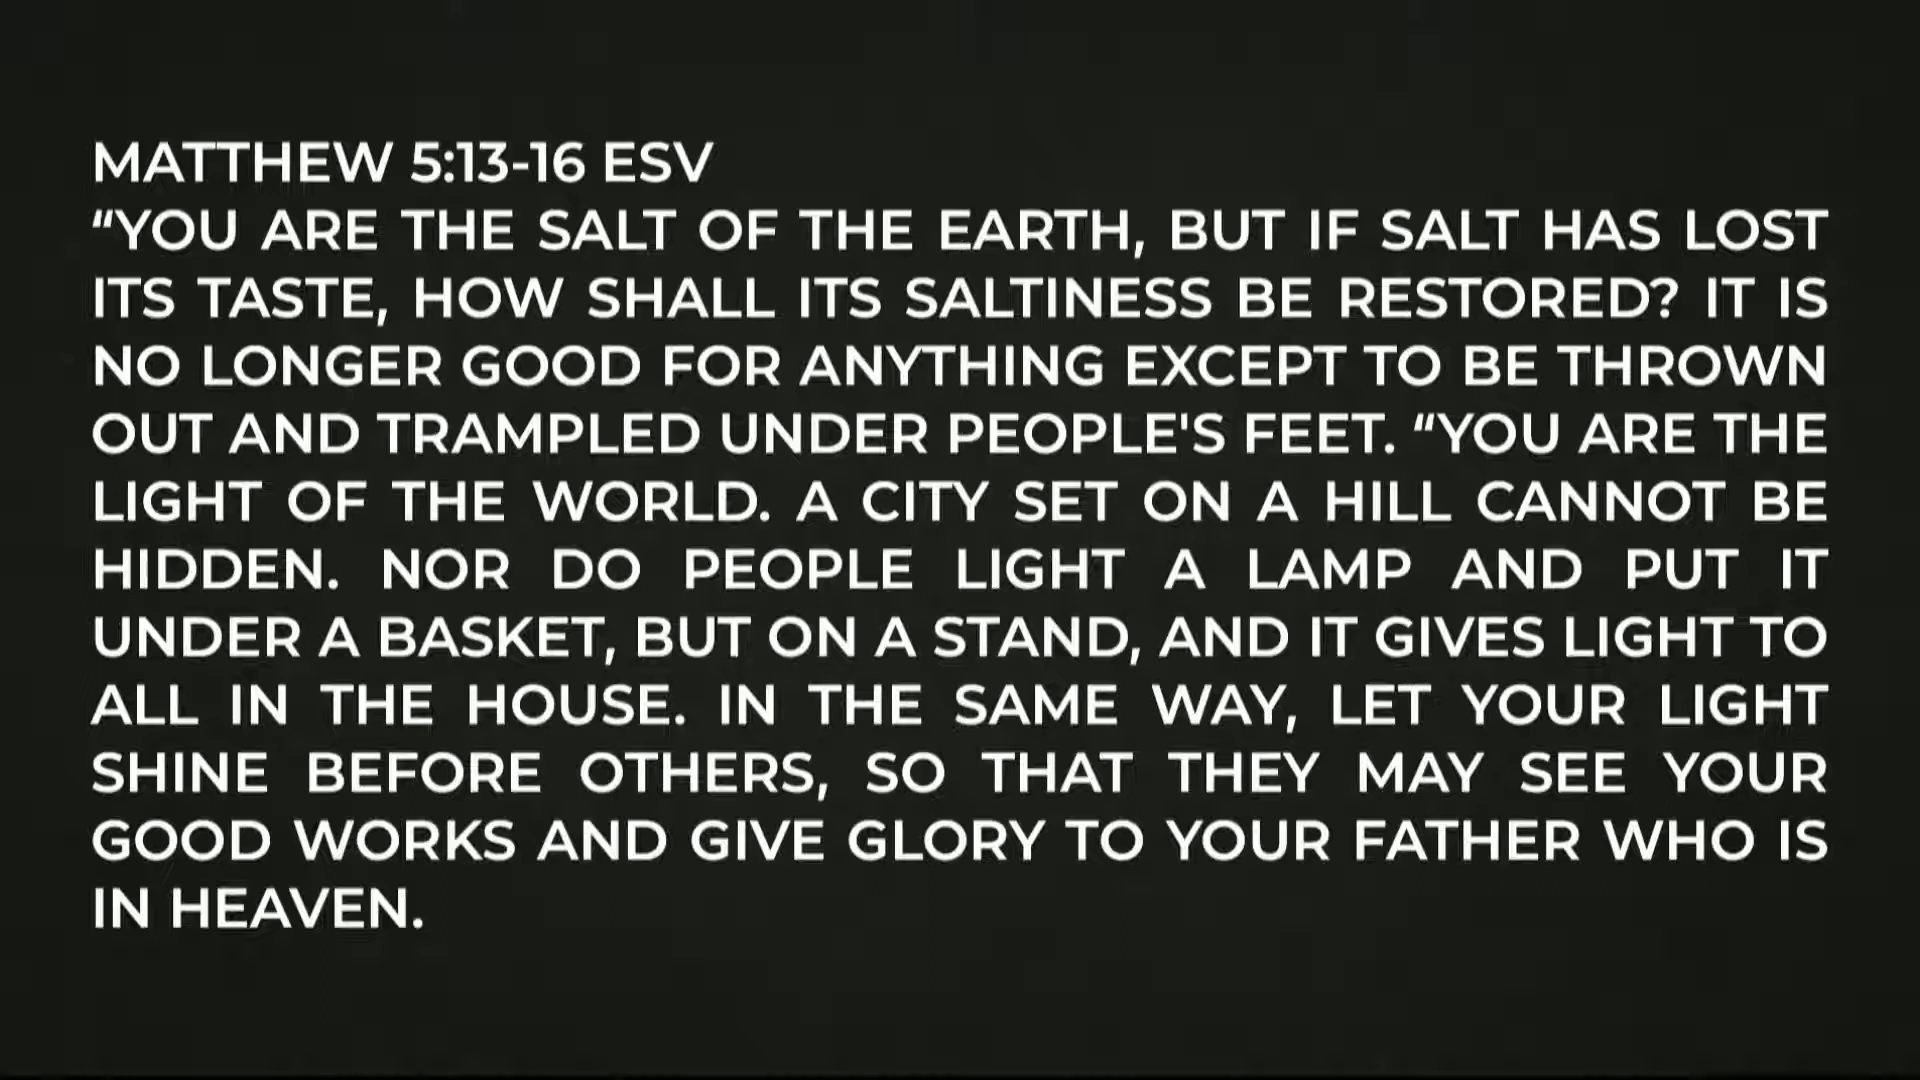 MATTHEW 5:13-16 ESV
“YOU ARE THE SALT OF THE EARTH, BUT IF SALT HAS LOST
ITS TASTE, HOW SHALL ITS SALTINESS BE RESTORED? IT IS
NO LONGER GOOD FOR ANYTHING EXCEPT TO BE THROWN
OUT AND TRAMPLED UNDER PEOPLE'S FEET. “YOU ARE THE
LIGHT OF THE WORLD. A CITY SET ON A HILL CANNOT BE
HIDDEN. NOR DO PEOPLE LIGHT A LAMP AND PUT IT
UNDER A BASKET, BUT ON A STAND, AND IT GIVES LIGHT TO
ALL IN THE HOUSE. IN THE SAME WAY, LET YOUR LIGHT
SHINE BEFORE OTHERS, SO THAT THEY MAY SEE YOUR
GOOD WORKS AND GIVE GLORY TO YOUR FATHER WHO IS
IN HEAVEN.